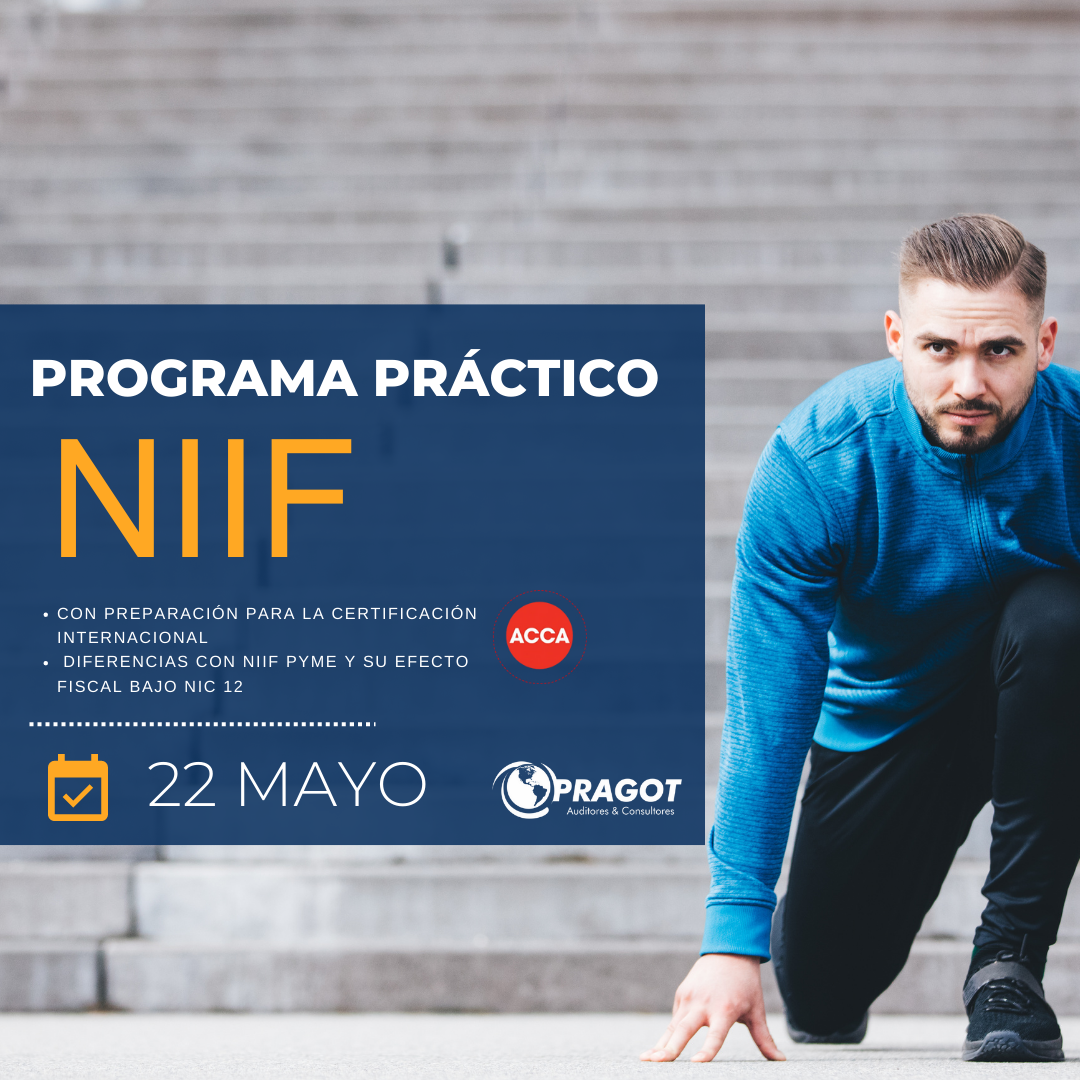 PROGRAMA PRÁCTICO
NIIF
• CON PREPARACIÓN PARA LA CERTIFICACIÓN
INTERNACIONAL
• DIFERENCIAS CON NIIF PYME Y SU EFECTO
FISCAL BAJO NIC 12
ACCA
22 MAYO
PRAGOT
Auditores & Consultores